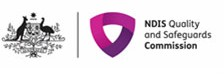 NDIS Quality
and Safeguards
Commission